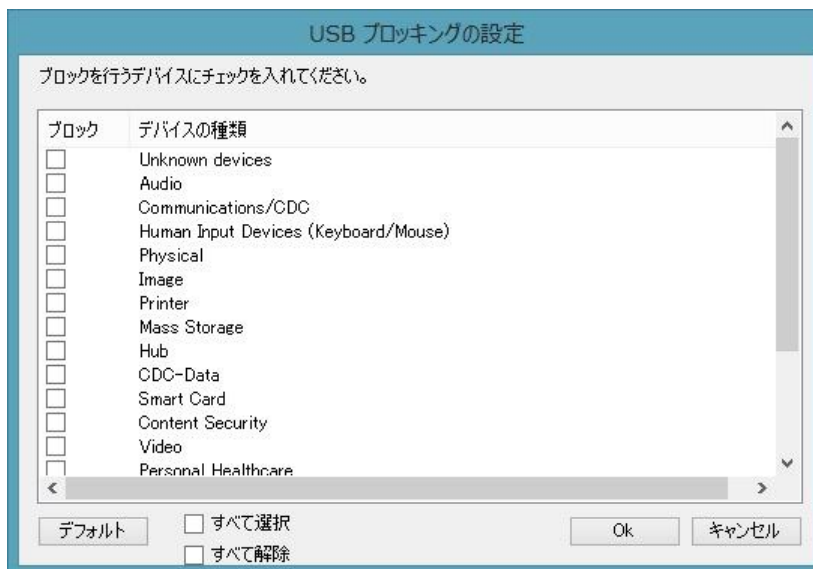 USB ブロッキングの設定
ブロックを行うデバイスにチェックを入れてください。
ブロック デバイスの種類
Unknown devices
Audio
Communications/CDC
Human Input Devices (Keyboard/Mouse)
Physical
Image
Printer
Mass Storage
Hub
CDC-Data
Smart Card
Content Security
Video
Personal Healthcare
デフォルト すべて選択 Ok キャンセル
すべて解除